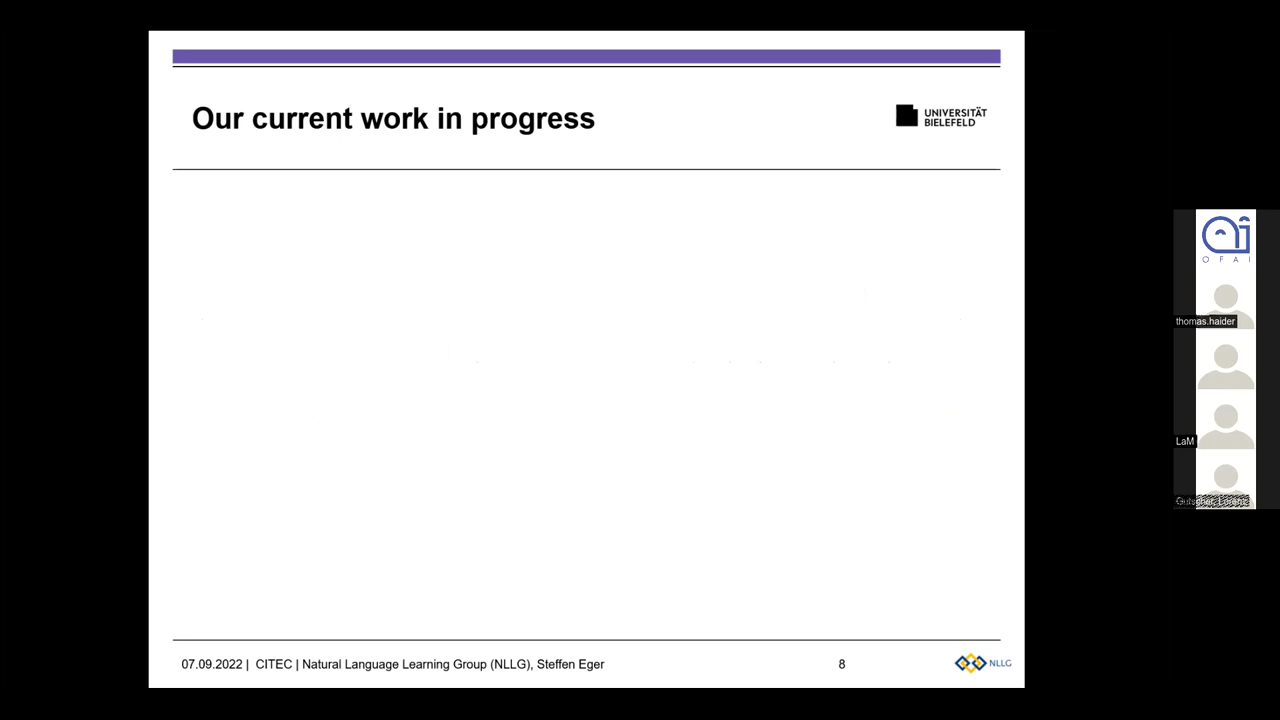 Our current work in progress
UNIVERSITÄT
BIELEFELD
OFAI
thomas.haider
LaM
07.09.2022 | CITEC | Natural Language Learning Group (NLLG), Steffen Eger
8
NLLG